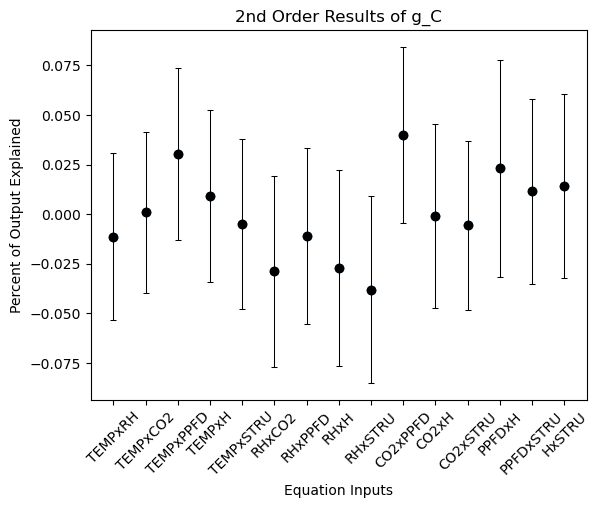 2nd Order Results of g_C
Percent of Output Explained
0.075
0.050
0.025
0.000
−0.025
−0.050
−0.075
TEMPxRH
TEMPxCO2
TEMPxPPFD
TEMPxH
TEMPxSTRU
RHxCO2
RHxPPFD
RHxH
RHxSTRU
CO2xPPFD
CO2xH
CO2xSTRU
PPFDxH
PPFDxSTRU
HxSTRU
Equation Inputs